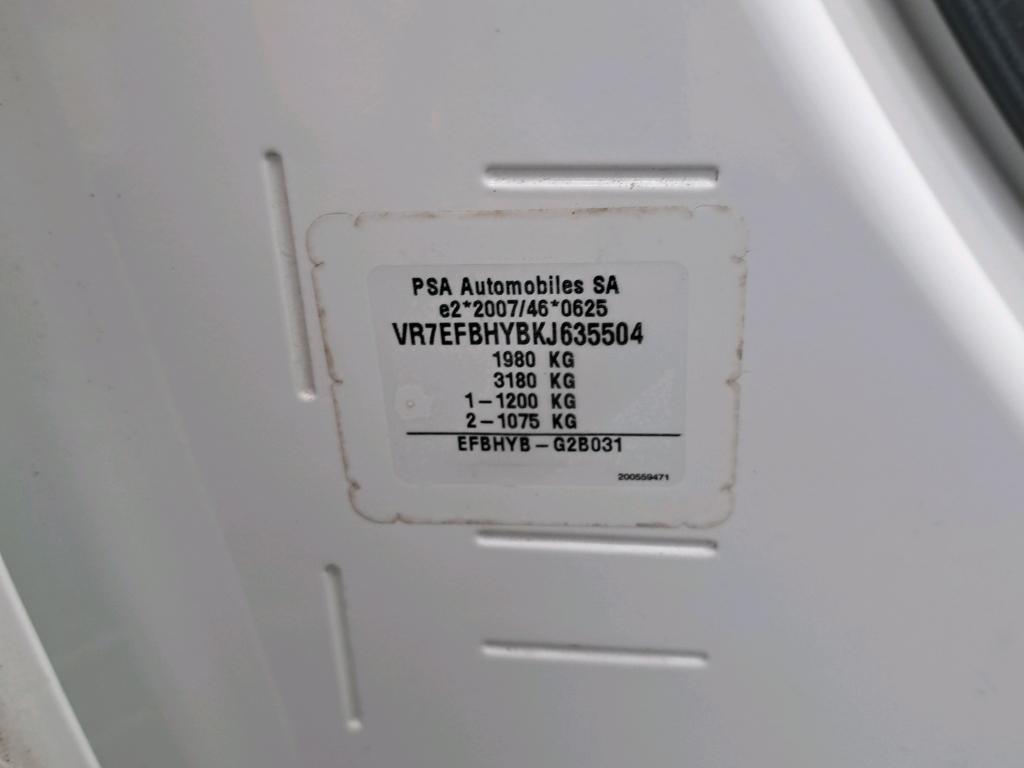 PSA Automobiles SA
e2*2007/46*0625
VR7EFBHYBKJ635504
1980 KG
3180 KG
1-1200 KG
2-1075 KG
EFBHYB-G2B031
200559471